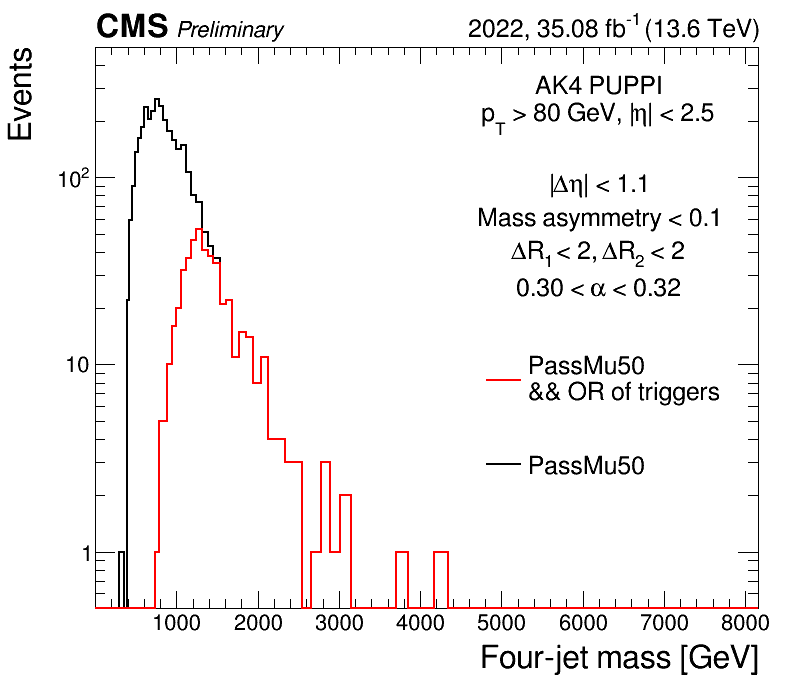 CMS Preliminary 2022, 35.08 fb⁻¹ (13.6 TeV)
Events
AK4 PUPPI
p_T > 80 GeV, |η| < 2.5
|Δη| < 1.1
Mass asymmetry < 0.1
ΔR₁ < 2, ΔR₂ < 2
0.30 < α < 0.32
PassMu50
&& OR of triggers
PassMu50
10²
10
1
1000 2000 3000 4000 5000 6000 7000 8000
Four-jet mass [GeV]